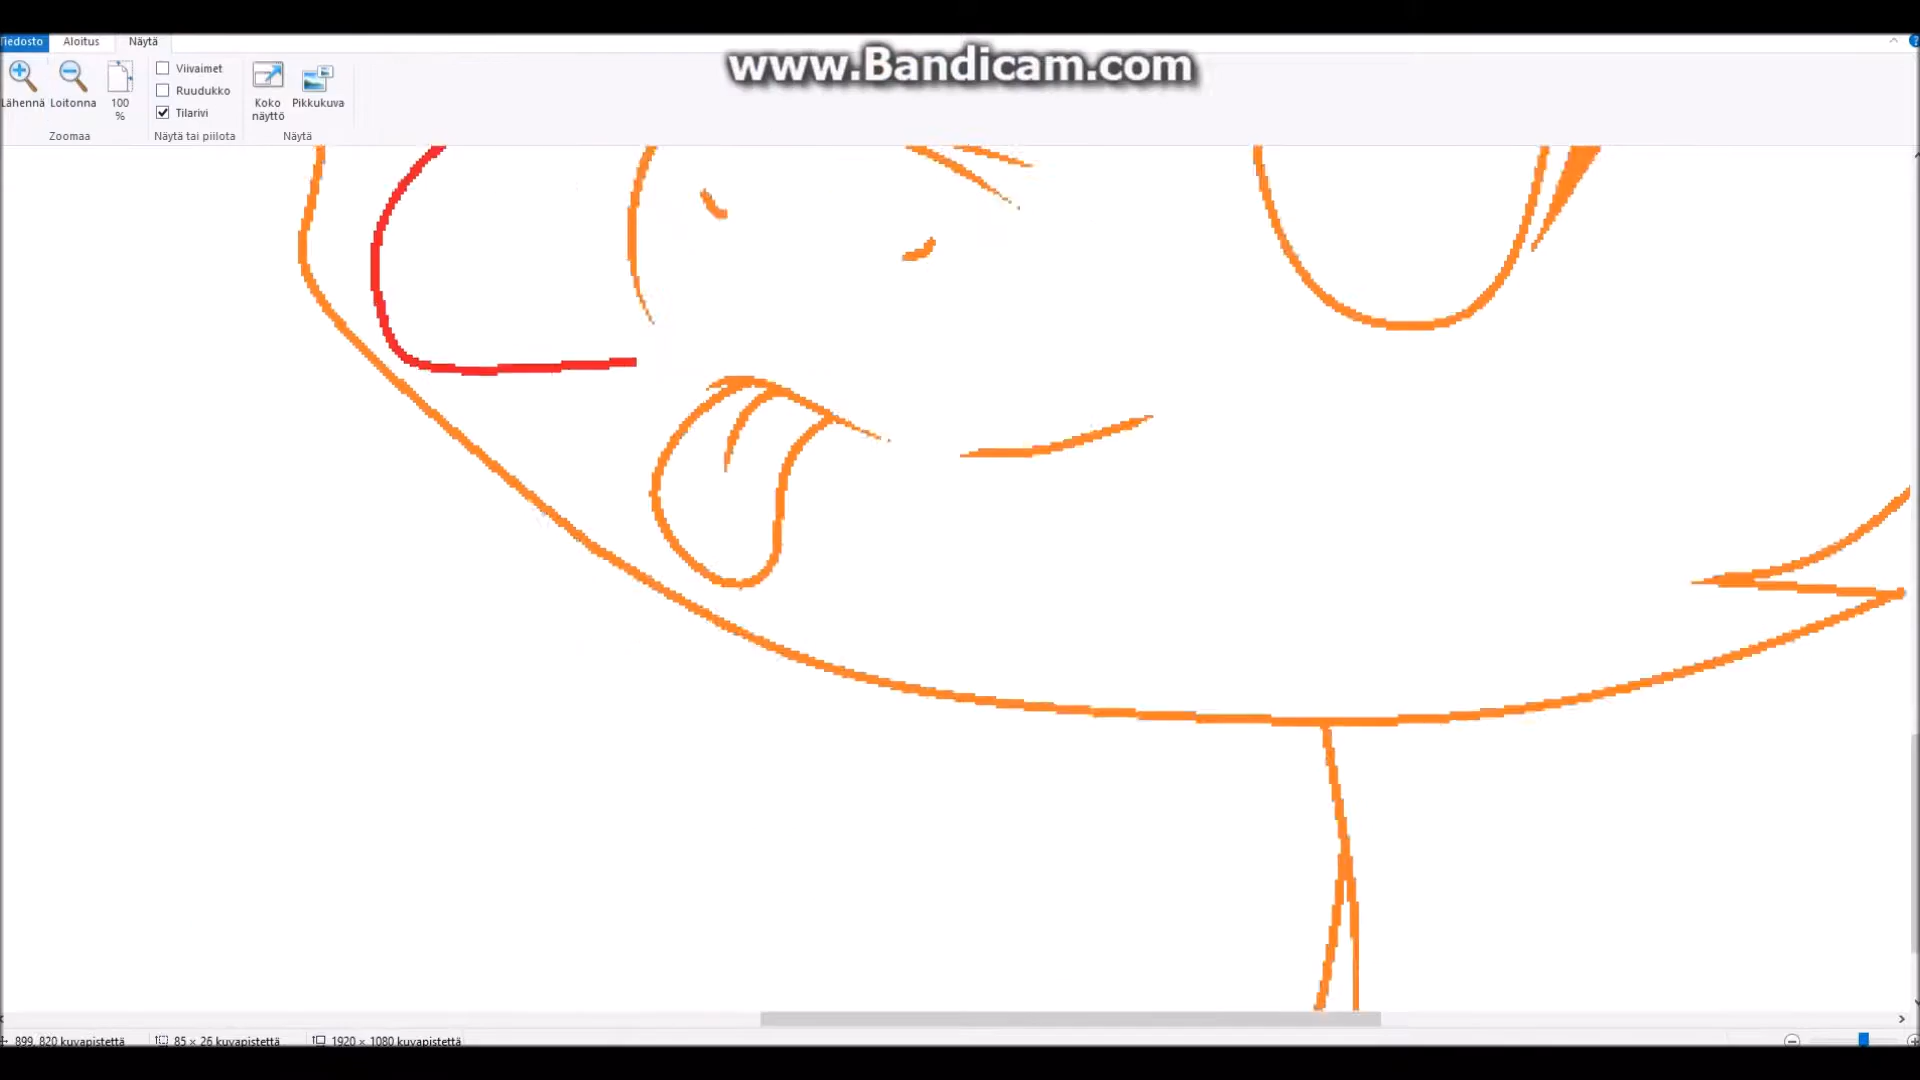 Tiedosto Aloitus Näytä
www.Bandicam.com
Lähennä Loitonna 100 %
Viivaimet
Ruudukko
Tilarivi
Koko näyttö
Pikkukuva
Zoomaa Näytä tai piilota Näytä
899, 820 kuvapistettä 85 × 26 kuvapistettä 1920 × 1080 kuvapistettä